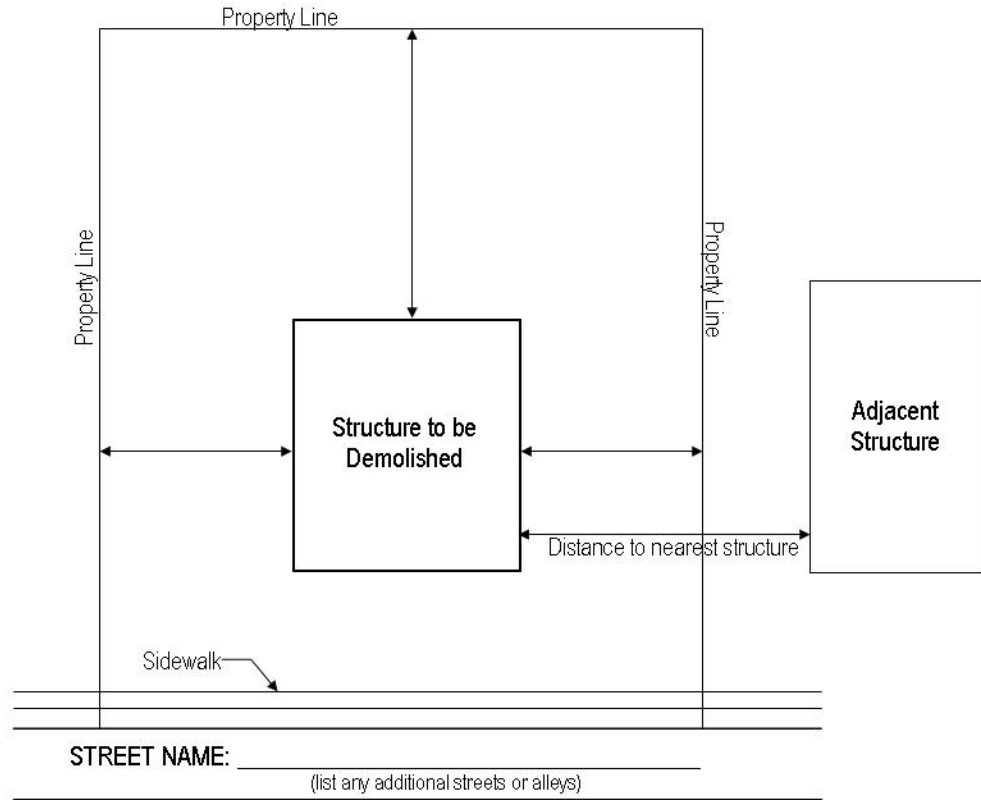 Property Line
Property Line
Property Line
Structure to be
Demolished
Adjacent
Structure
Distance to nearest structure
Sidewalk
STREET NAME:
(list any additional streets or alleys)